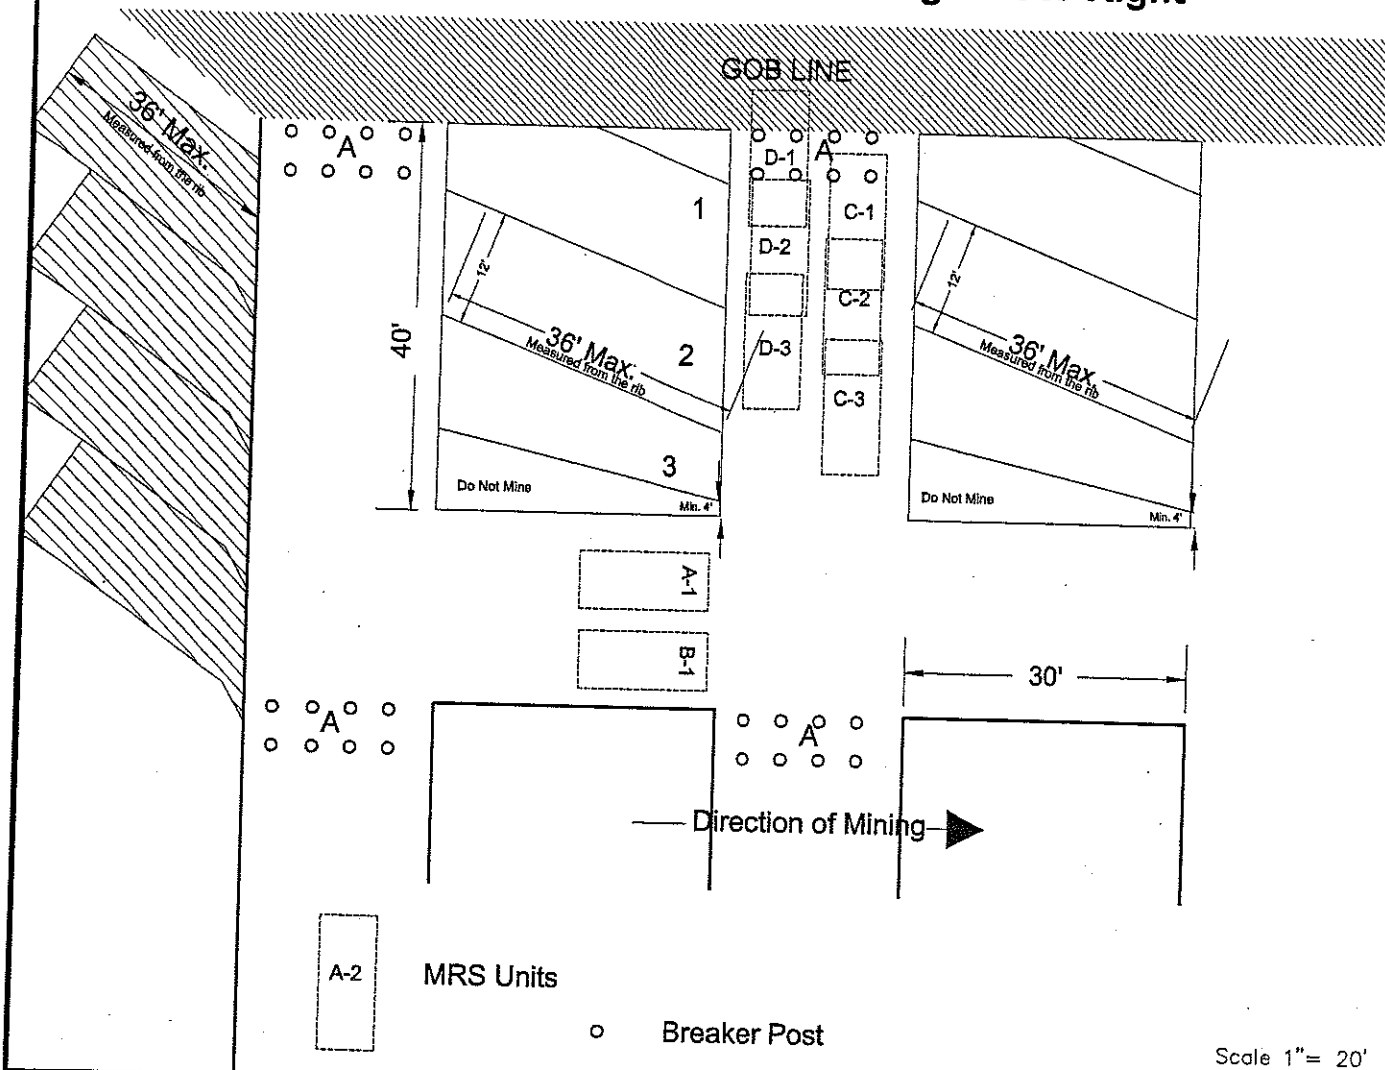 Right
GOB LINE
36' Max.
Measured from the rib
A
D-1
A
1
C-1
D-2
12'
12'
C-2
40'
36' Max.
Measured from the rib
2
D-3
36' Max.
Measured from the rib
C-3
3
Do Not Mine
Min. 4'
Do Not Mine
Min. 4'
A-1
B-1
30'
A
A
Direction of Mining
A-2
MRS Units
Breaker Post
Scale 1"= 20'